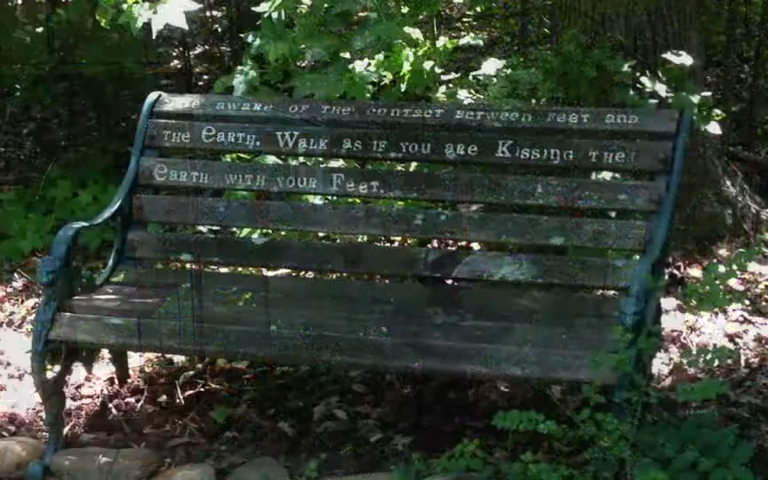 Be aware of the contact between feet and
the Earth. Walk as if you are Kissing the
Earth with your Feet.